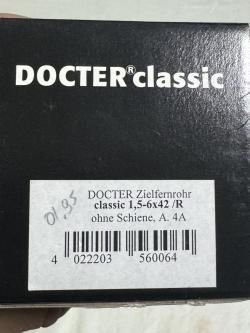 DOCTER® classic
DOCTER Zielfernrohr
classic 1,5-6x42 /R
ohne Schiene, A. 4A
01,95
4 022203 560064